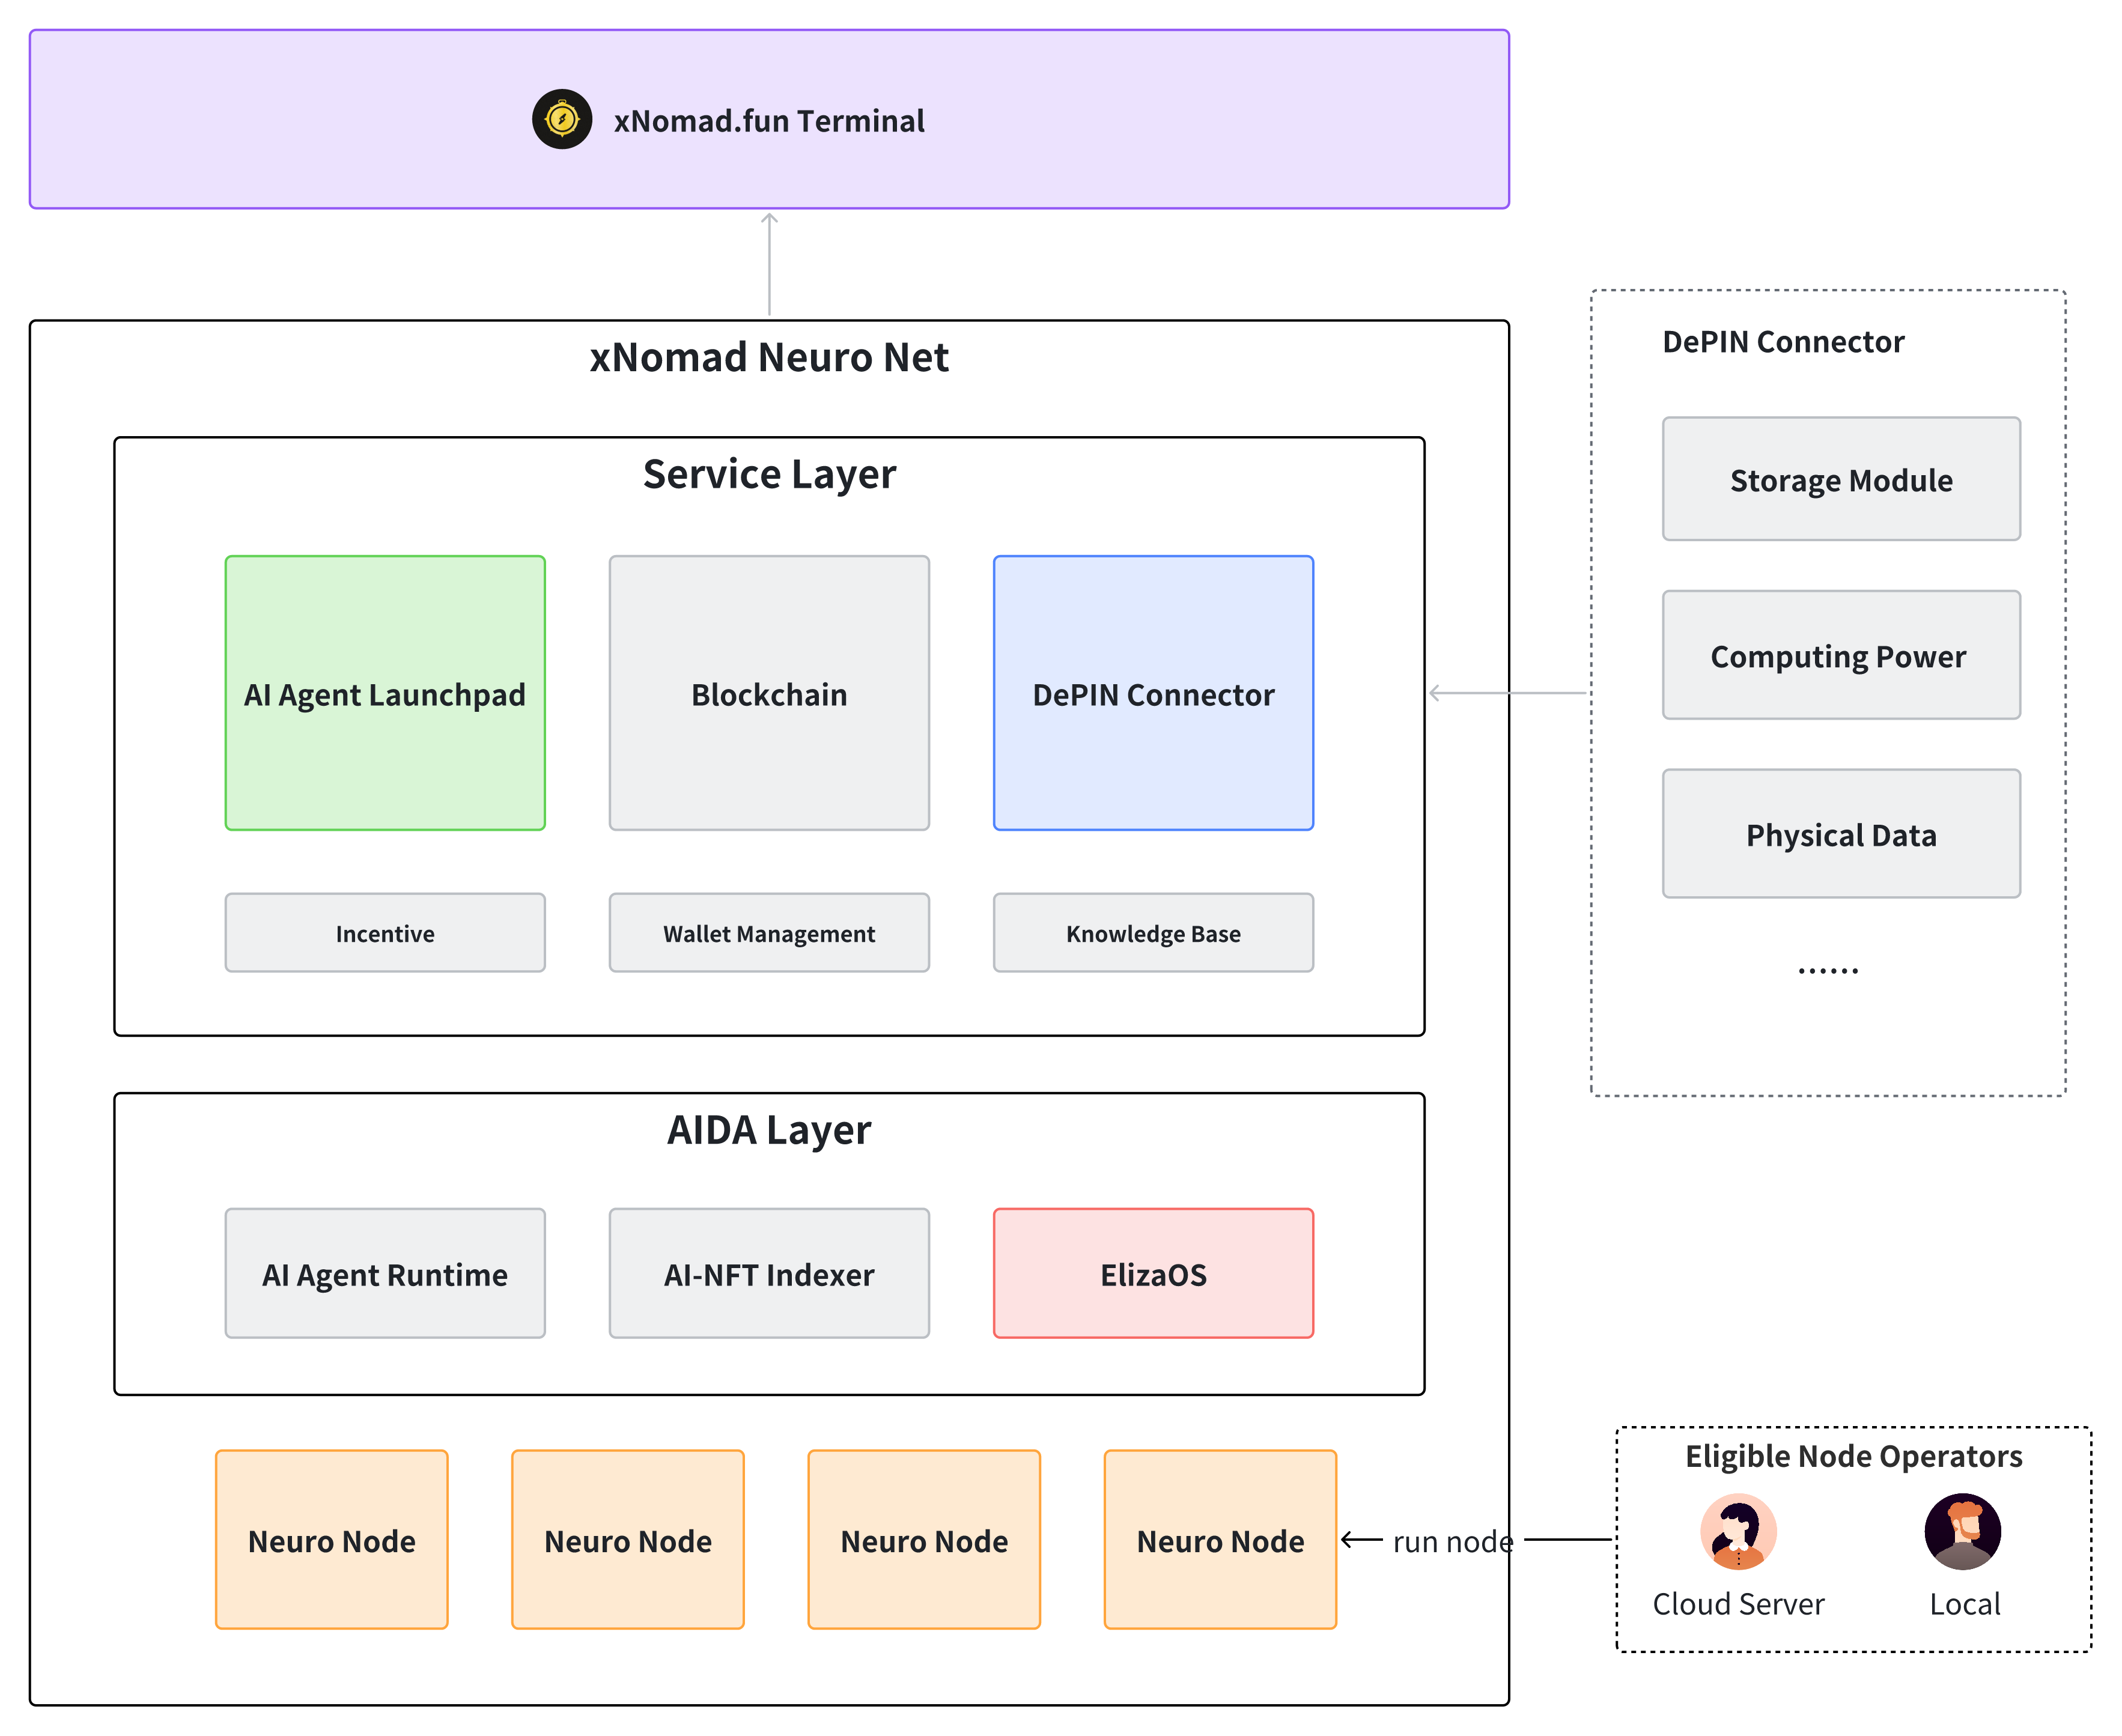 xNomad.fun Terminal
xNomad Neuro Net
Service Layer
AI Agent Launchpad
Blockchain
DePIN Connector
Incentive
Wallet Management
Knowledge Base
AIDA Layer
AI Agent Runtime
AI-NFT Indexer
ElizaOS
Neuro Node
Neuro Node
Neuro Node
Neuro Node
run node
DePIN Connector
Storage Module
Computing Power
Physical Data
......
Eligible Node Operators
Cloud Server
Local